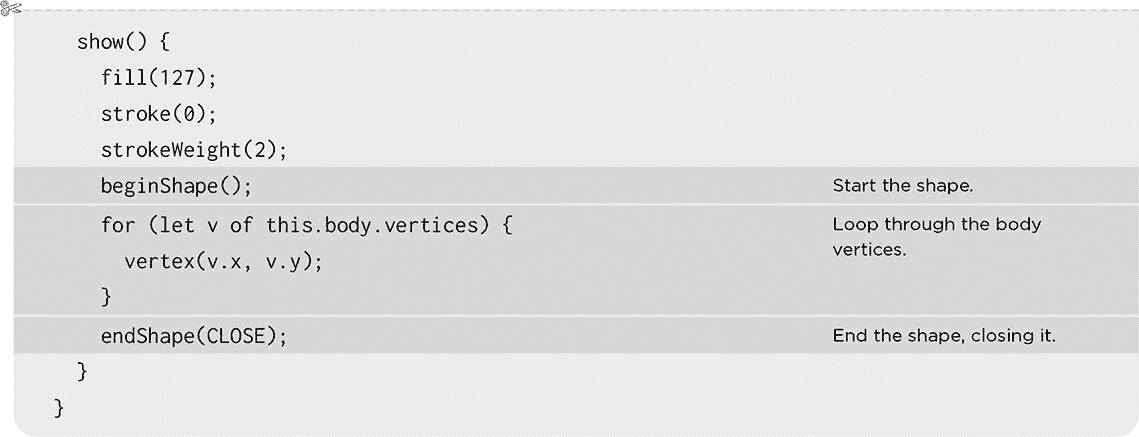 show() {
fill(127);
stroke(0);
strokeWeight(2);
beginShape();
Start the shape.
for (let v of this.body.vertices) {
Loop through the body
vertex(v.x, v.y);
vertices.
}
endShape(CLOSE);
End the shape, closing it.
}
}